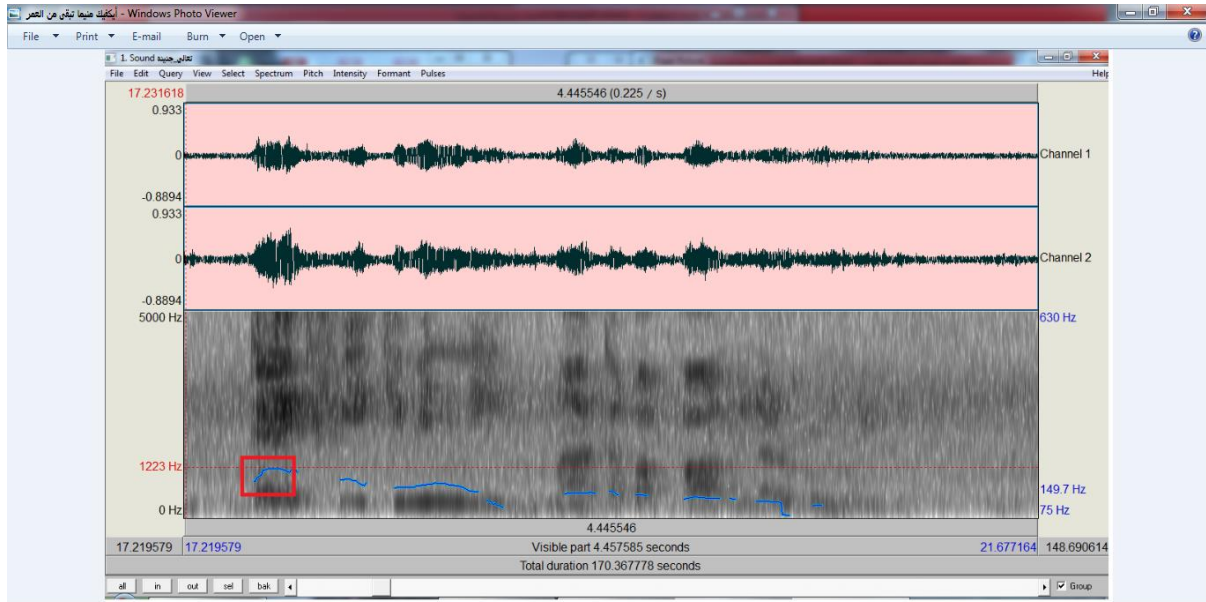 أيكفيك منيما تبقى من العمر - Windows Photo Viewer
File Print E-mail Burn Open
1. Sound تعالي_جنينه
File Edit Query View Select Spectrum Pitch Intensity Formant Pulses Help
17.231618 4.445546 (0.225 / s)
0.933
0 Channel 1
-0.8894
0.933
0 Channel 2
-0.8894
5000 Hz 630 Hz
1223 Hz
149.7 Hz
0 Hz 75 Hz
4.445546
17.219579 17.219579 Visible part 4.457585 seconds 21.677164 148.690614
Total duration 170.367778 seconds
all in out sel bak Group